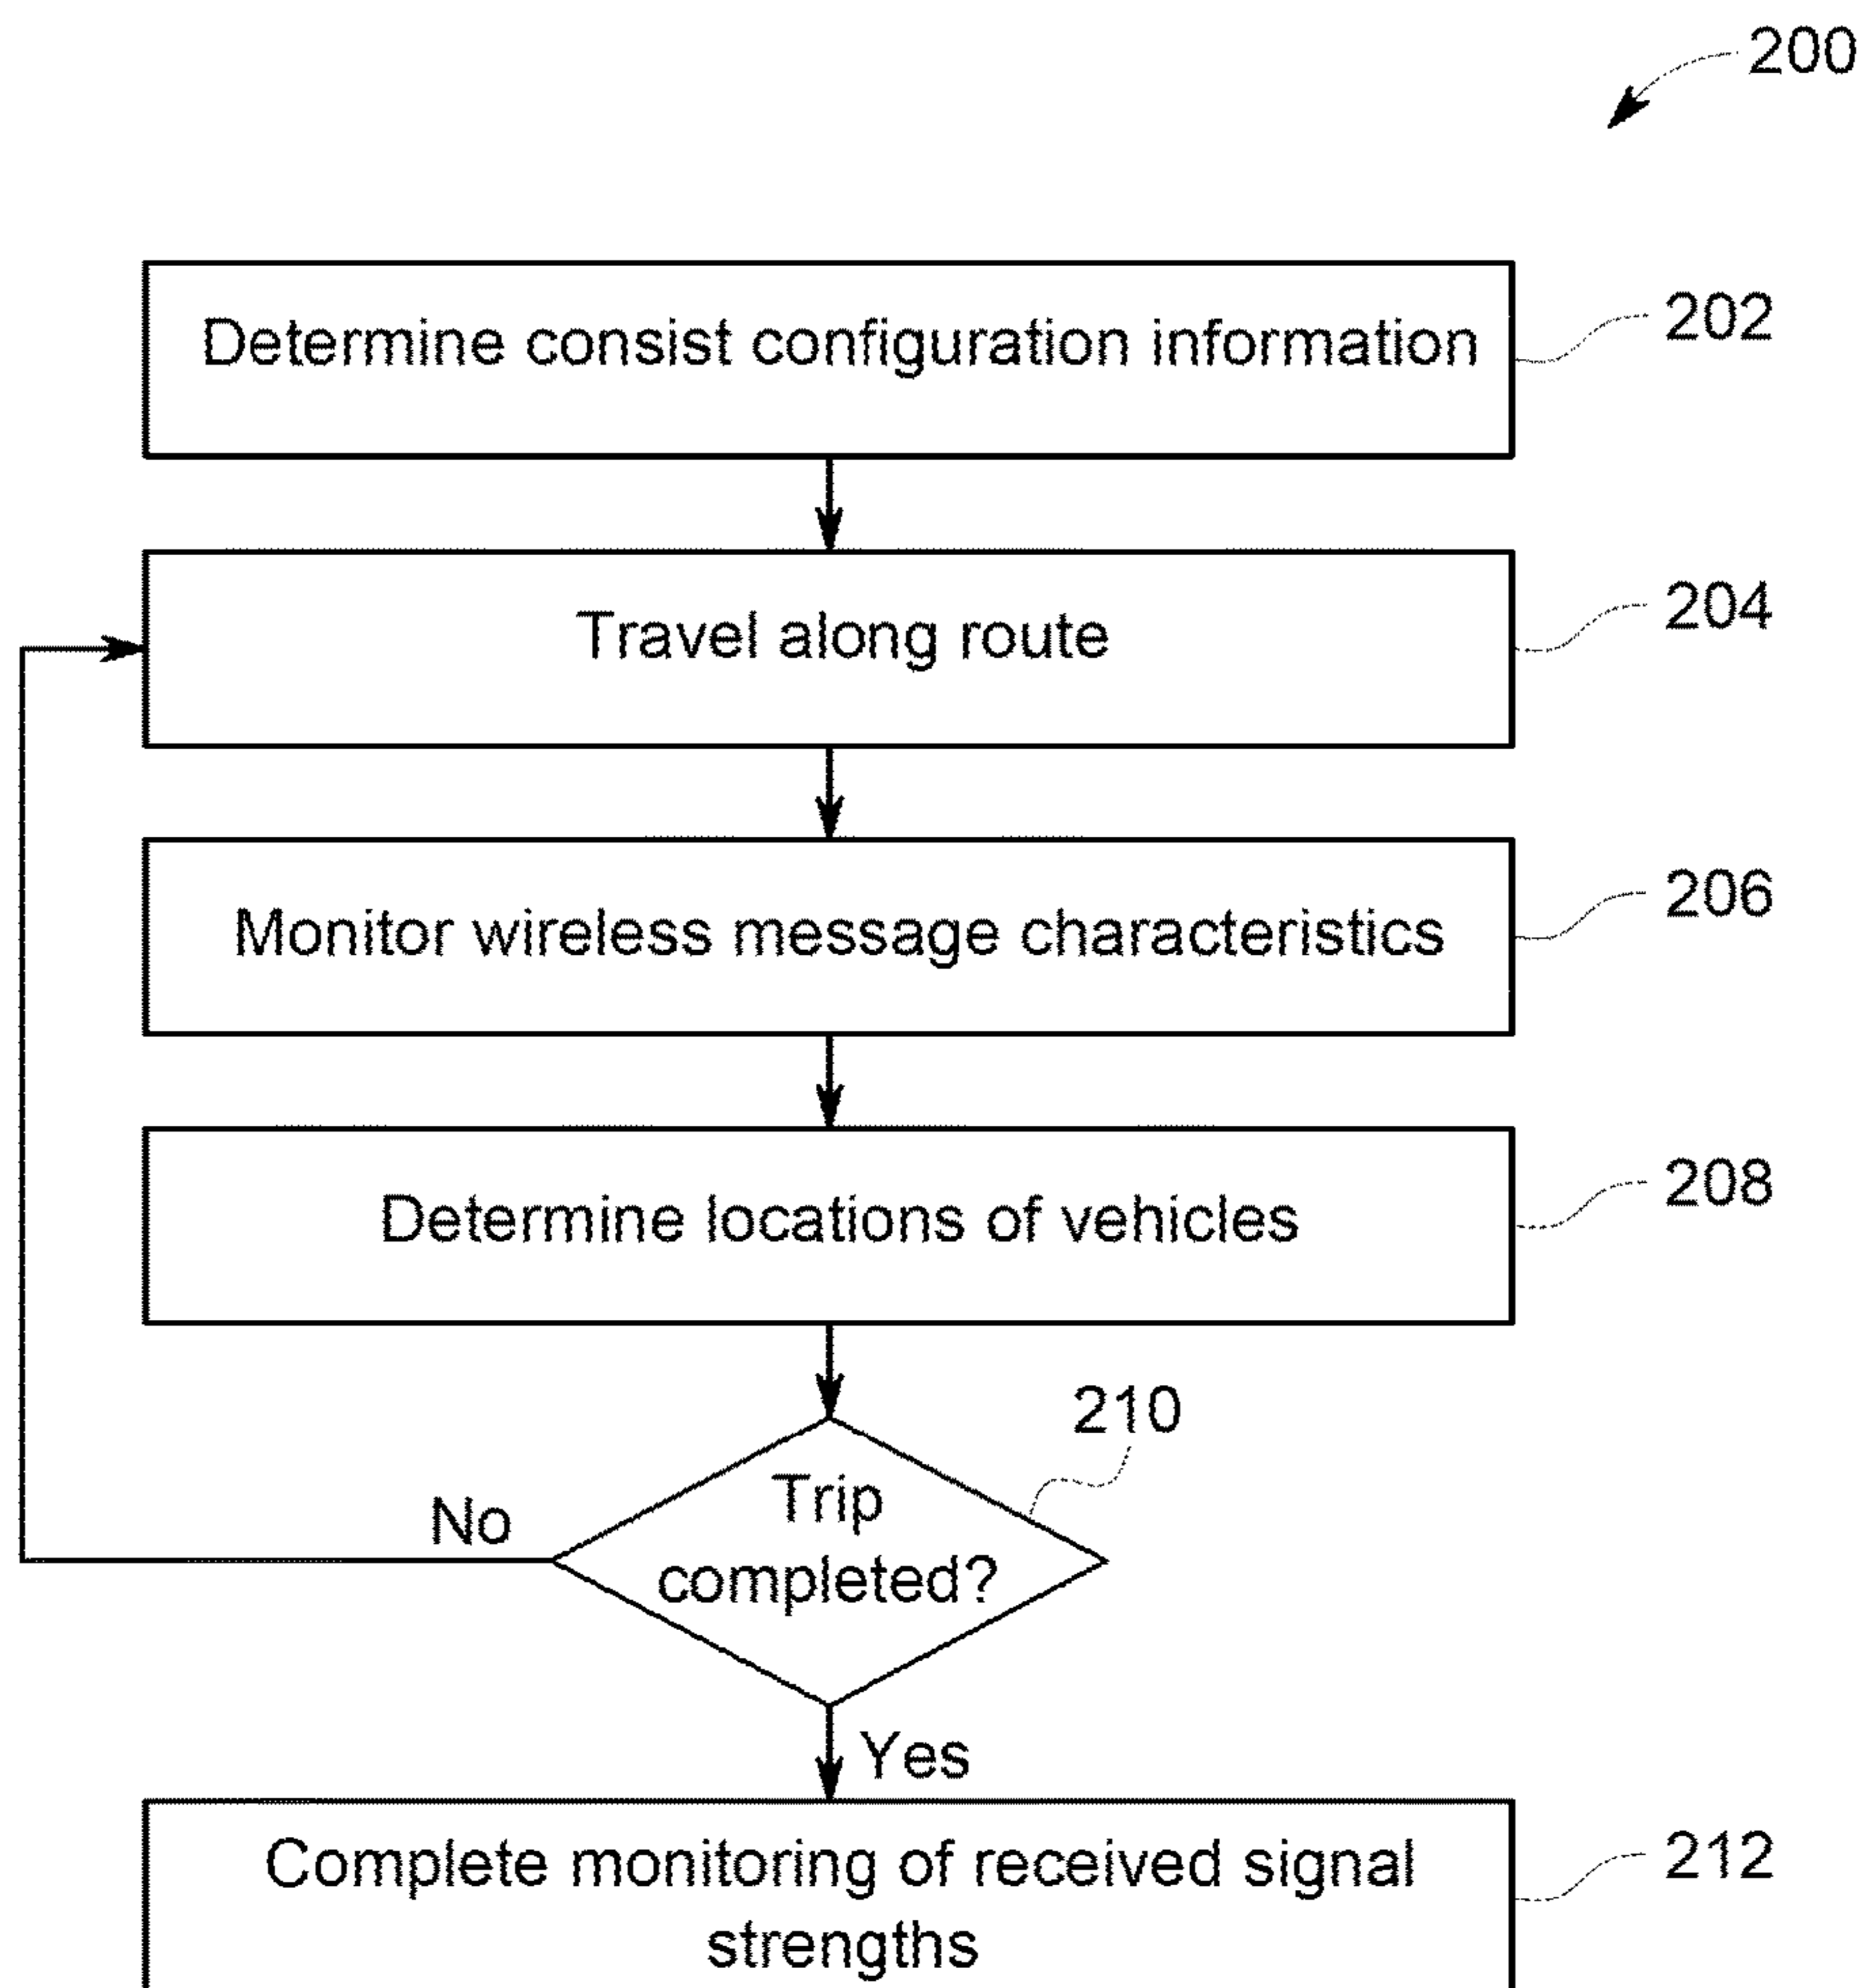 200
Determine consist configuration information
202
Travel along route
204
Monitor wireless message characteristics
206
Determine locations of vehicles
208
210
Trip
completed?
No
Yes
Complete monitoring of received signal
strengths
212